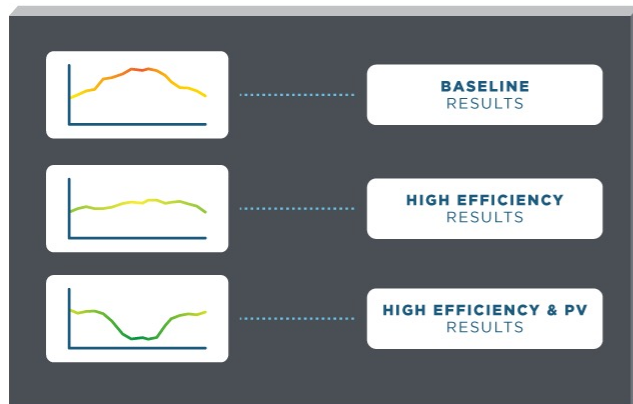 BASELINE
RESULTS
HIGH EFFICIENCY
RESULTS
HIGH EFFICIENCY & PV
RESULTS